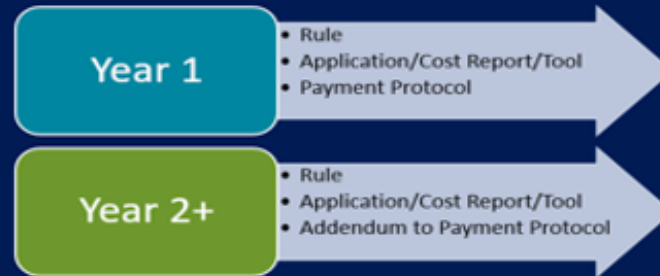 Year 1
• Rule
• Application/Cost Report/Tool
• Payment Protocol
Year 2+
• Rule
• Application/Cost Report/Tool
• Addendum to Payment Protocol